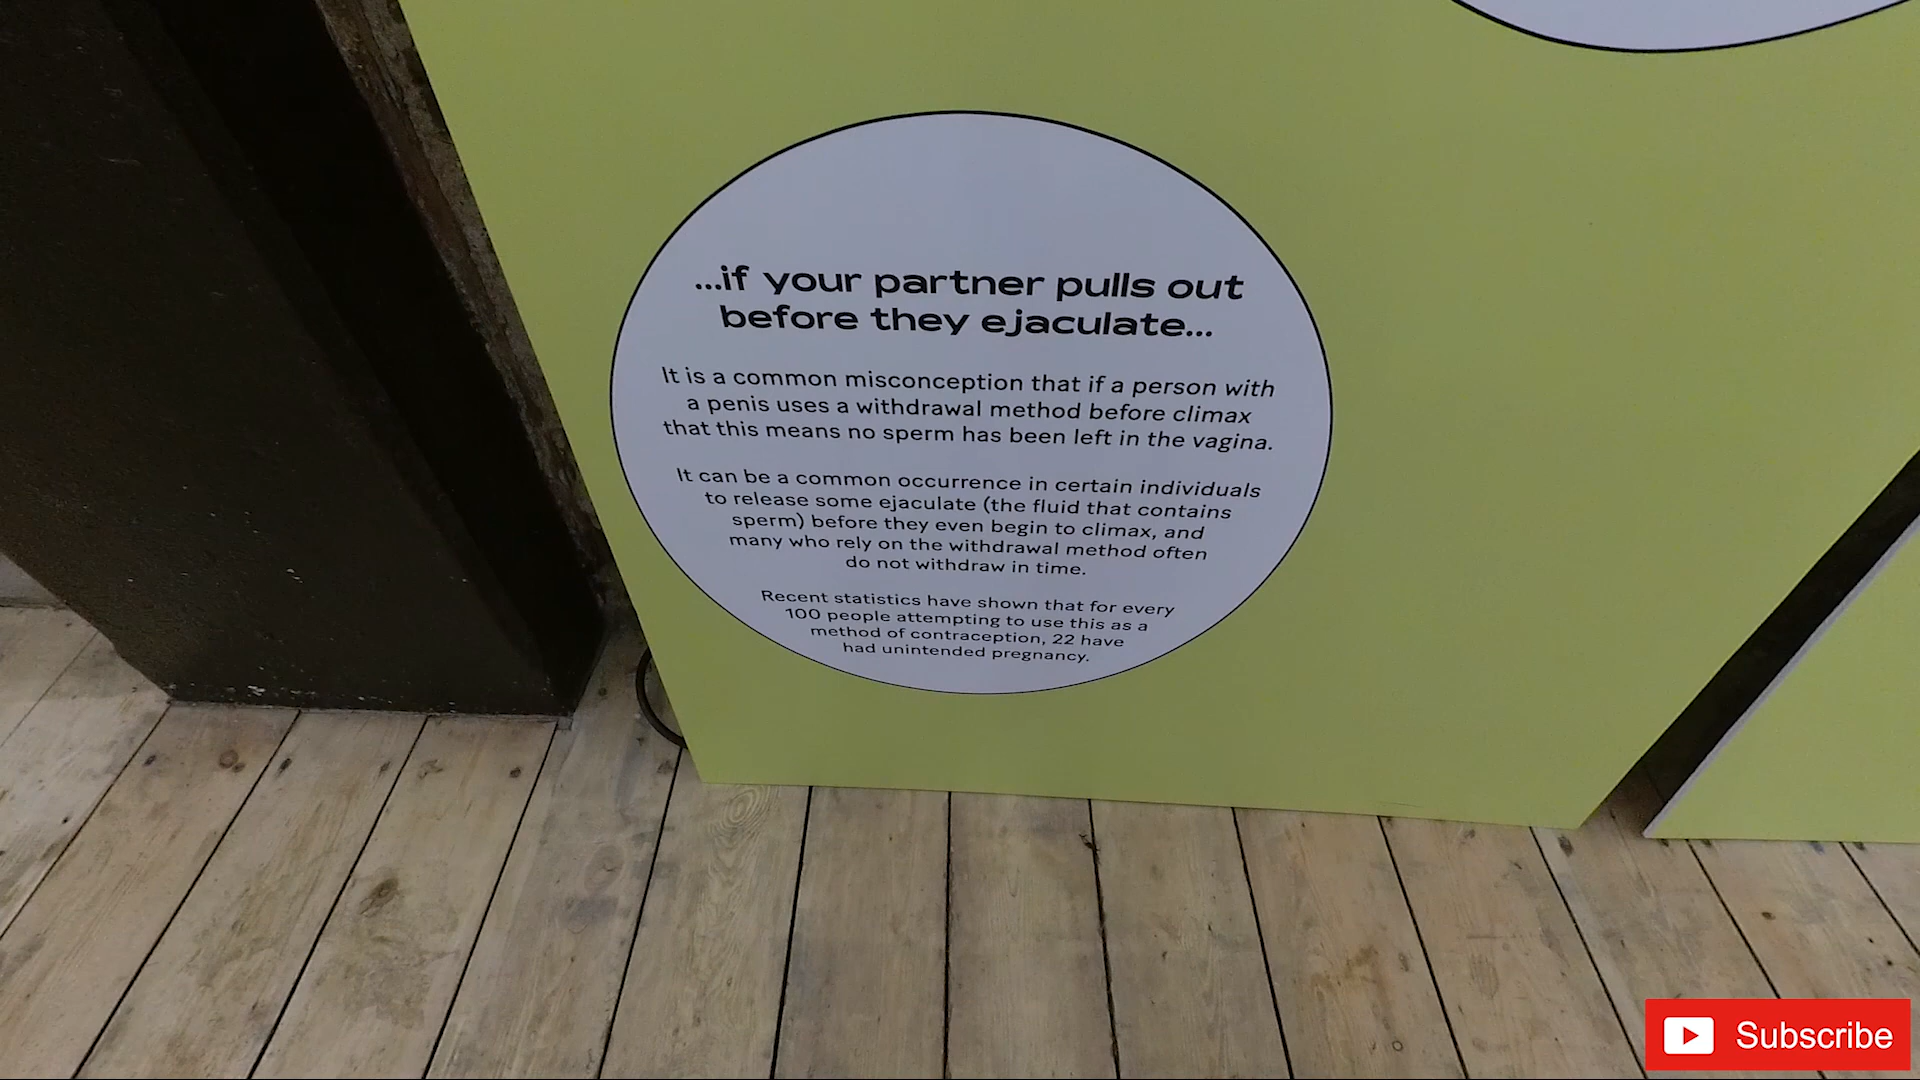 ...if your partner pulls out
before they ejaculate...
It is a common misconception that if a person with
a penis uses a withdrawal method before climax
that this means no sperm has been left in the vagina.
It can be a common occurrence in certain individuals
to release some ejaculate (the fluid that contains
sperm) before they even begin to climax, and
many who rely on the withdrawal method often
do not withdraw in time.
Recent statistics have shown that for every
100 people attempting to use this as a
method of contraception, 22 have
had unintended pregnancy.
Subscribe